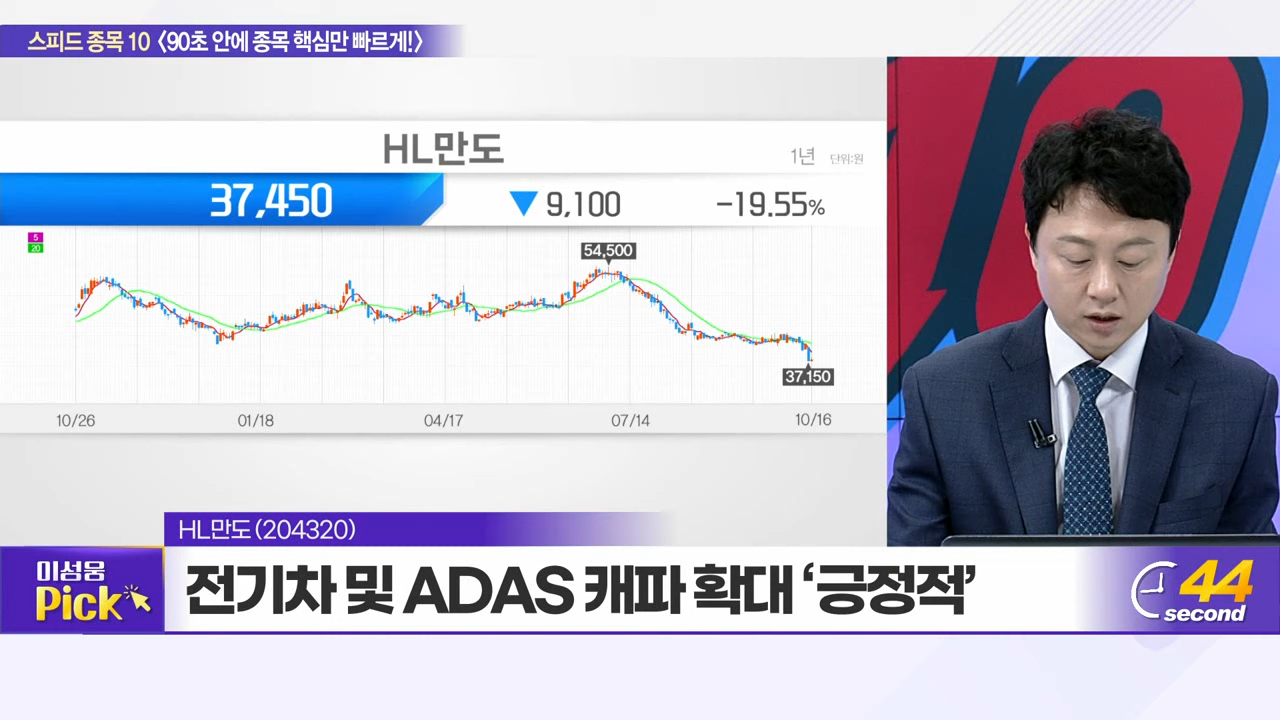 스피드 종목 10 〈90초 안에 종목 핵심만 빠르게!〉
HL만도
1년 단위:원
37,450 ▼ 9,100 -19.55%
5
20
54,500
37,150
10/26 01/18 04/17 07/14 10/16
HL만도(204320)
이성웅
Pick
전기차 및 ADAS 캐파 확대 ‘긍정적’
44
second